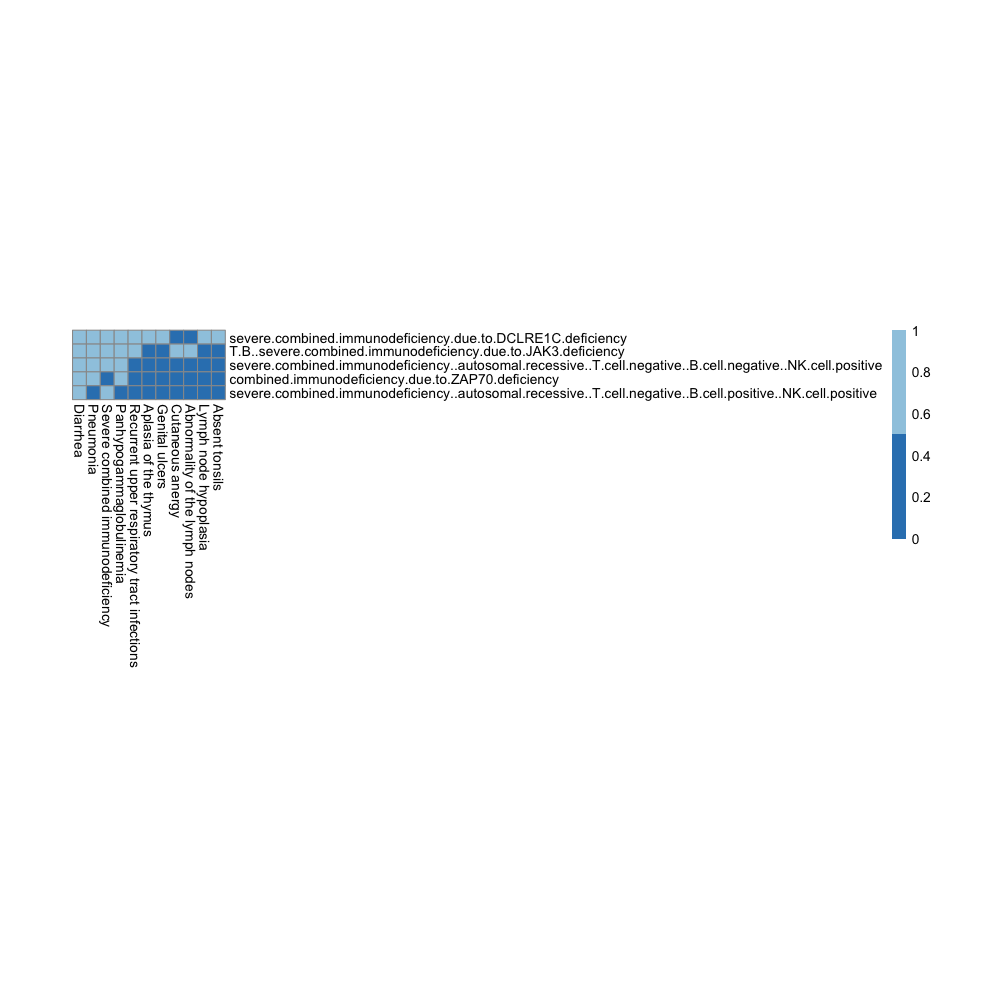 severe.combined.immunodeficiency.due.to.DCLRE1C.deficiency
T.B..severe.combined.immunodeficiency.due.to.JAK3.deficiency
severe.combined.immunodeficiency..autosomal.recessive..T.cell.negative..B.cell.negative..NK.cell.positive
combined.immunodeficiency.due.to.ZAP70.deficiency
severe.combined.immunodeficiency..autosomal.recessive..T.cell.negative..B.cell.positive..NK.cell.positive
Diarrhea
Pneumonia
Severe combined immunodeficiency
Panhypogammaglobulinemia
Recurrent upper respiratory tract infections
Aplasia of the thymus
Genital ulcers
Cutaneous anergy
Abnormality of the lymph nodes
Lymph node hypoplasia
Absent tonsils
1
0.8
0.6
0.4
0.2
0